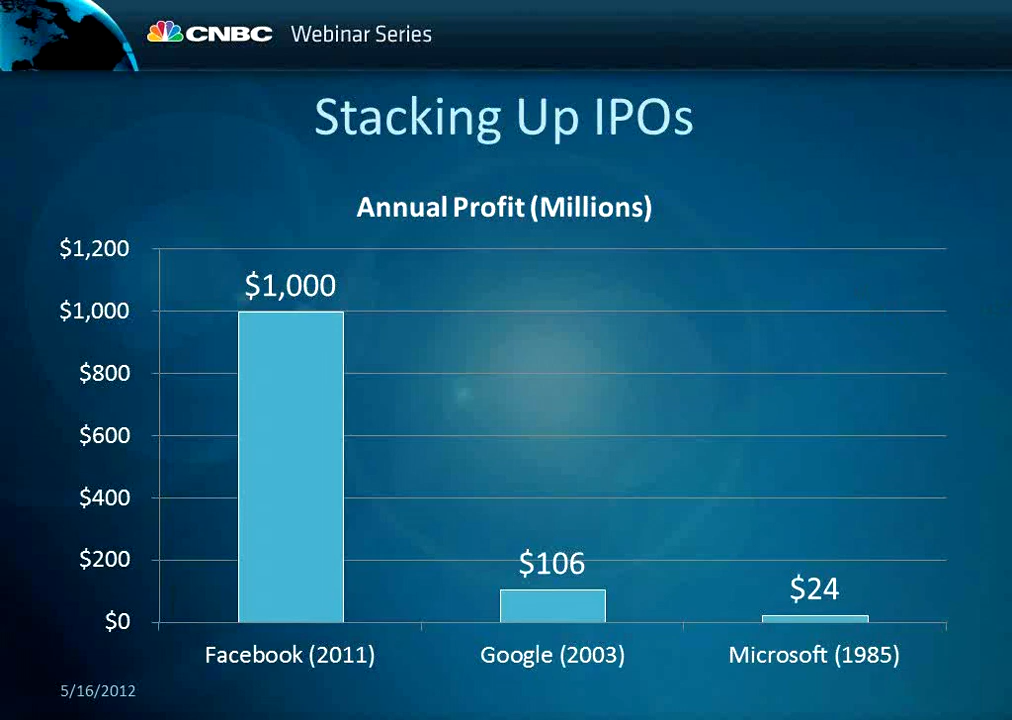 CNBC Webinar Series
Stacking Up IPOs
Annual Profit (Millions)
$1,200
$1,000
$800
$600
$400
$200
$0
$1,000
$106
$24
Facebook (2011)
Google (2003)
Microsoft (1985)
5/16/2012